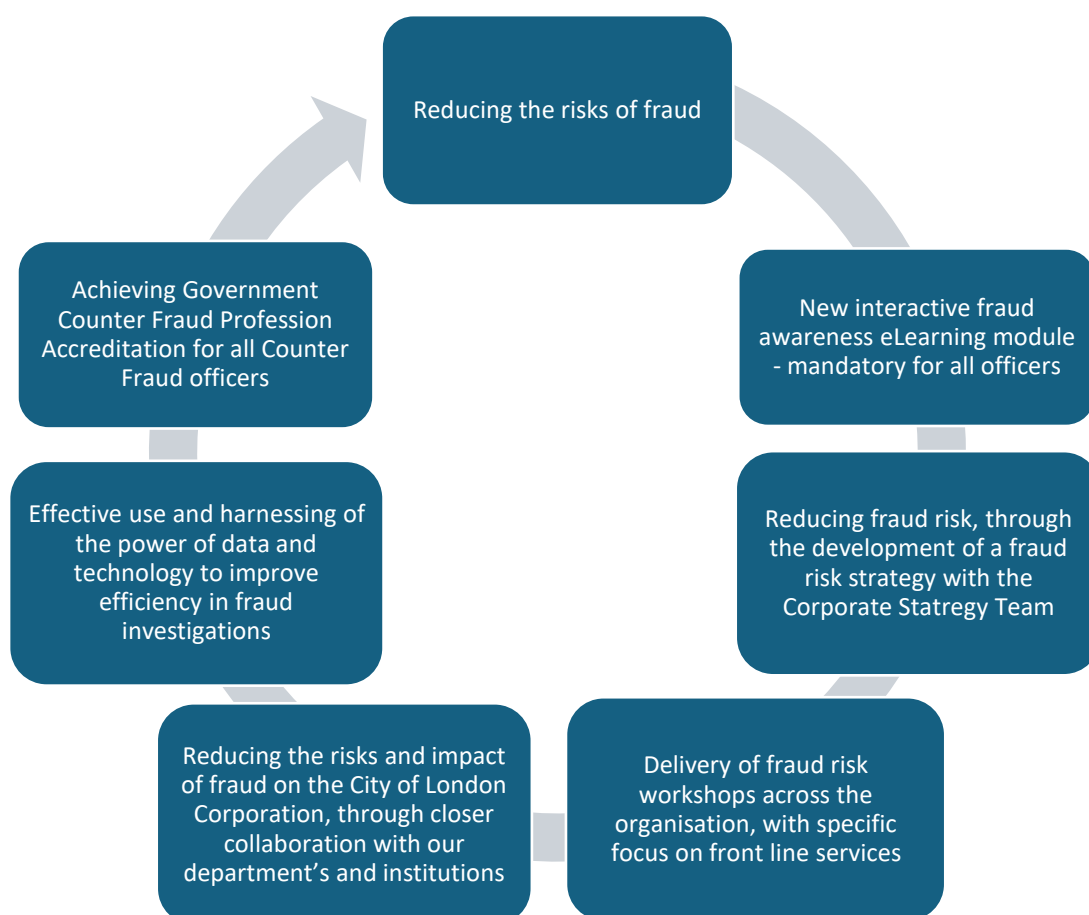 Reducing the risks of fraud
New interactive fraud
awareness eLearning module
- mandatory for all officers
Reducing fraud risk, through
the development of a fraud
risk strategy with the
Corporate Statregy Team
Delivery of fraud risk
workshops across the
organisation, with specific
focus on front line services
Reducing the risks and impact
of fraud on the City of London
Corporation, through closer
collaboration with our
department’s and institutions
Effective use and harnessing of
the power of data and
technology to improve
efficiency in fraud
investigations
Achieving Government
Counter Fraud Profession
Accreditation for all Counter
Fraud officers